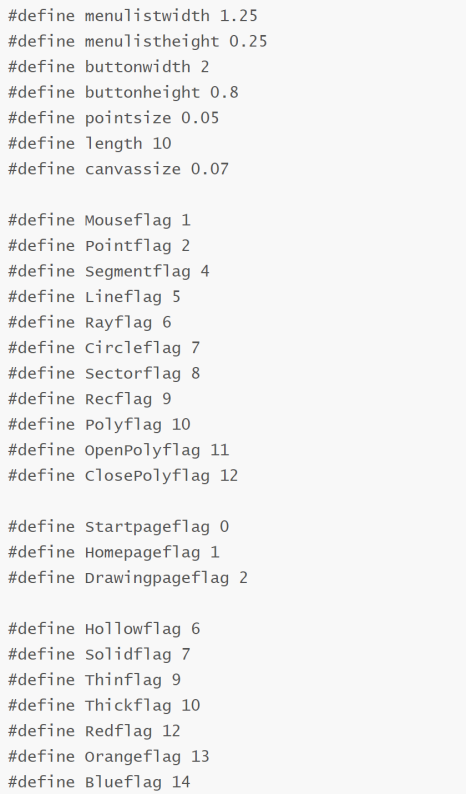 #define menulistwidth 1.25
#define menulistheight 0.25
#define buttonwidth 2
#define buttonheight 0.8
#define pointsize 0.05
#define length 10
#define canvassize 0.07
#define Mouseflag 1
#define Pointflag 2
#define Segmentflag 4
#define Lineflag 5
#define Rayflag 6
#define Circleflag 7
#define Sectorflag 8
#define Recflag 9
#define Polyflag 10
#define OpenPolyflag 11
#define ClosePolyflag 12
#define Startpageflag 0
#define Homepageflag 1
#define Drawingpageflag 2
#define Hollowflag 6
#define Solidflag 7
#define Thinflag 9
#define Thickflag 10
#define Redflag 12
#define Orangeflag 13
#define Blueflag 14